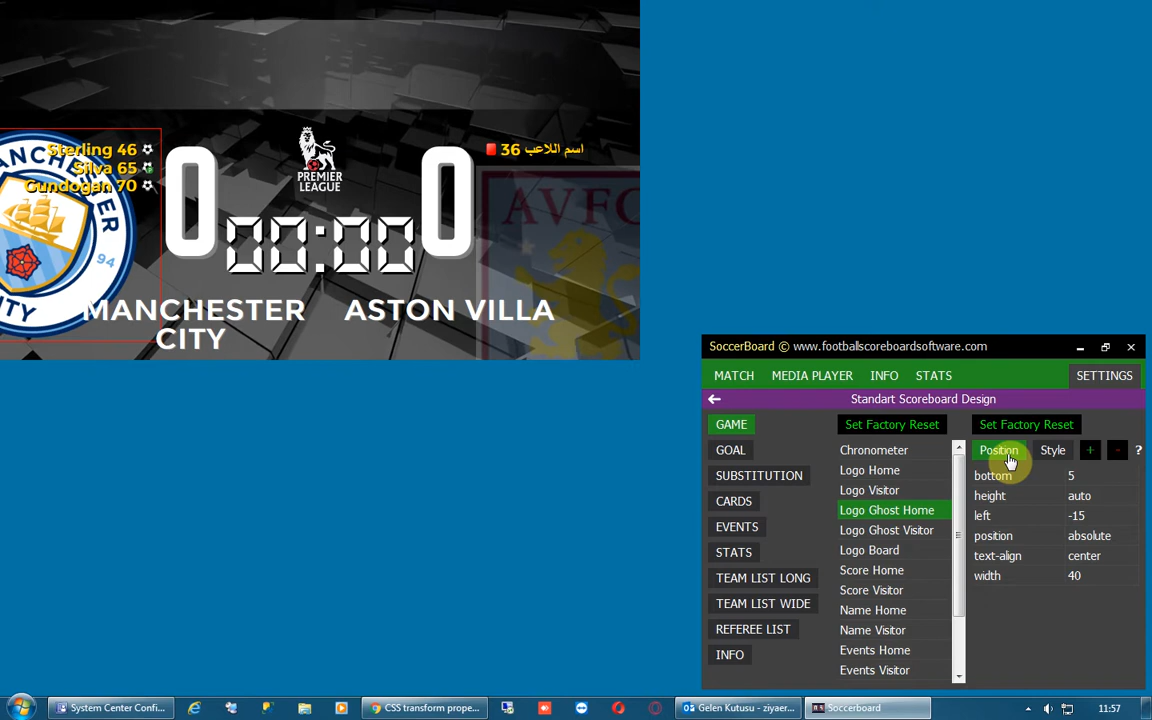 MANCHESTER
CITY
94
Sterling 46
Silva 65
Gundogan 70
0
PREMIER
LEAGUE
0
36 اسم اللاعب
AVFC
00:00
MANCHESTER
CITY
ASTON VILLA
SoccerBoard © www.footballscoreboardsoftware.com
MATCH MEDIA PLAYER INFO STATS SETTINGS
Standart Scoreboard Design
GAME
GOAL
SUBSTITUTION
CARDS
EVENTS
STATS
TEAM LIST LONG
TEAM LIST WIDE
REFEREE LIST
INFO
Set Factory Reset
Chronometer
Logo Home
Logo Visitor
Logo Ghost Home
Logo Ghost Visitor
Logo Board
Score Home
Score Visitor
Name Home
Name Visitor
Events Home
Events Visitor
Set Factory Reset
Position Style + - ?
bottom 5
height auto
left -15
position absolute
text-align center
width 40
System Center Confi...
CSS transform prope...
Gelen Kutusu - ziyaer...
Soccerboard
11:57